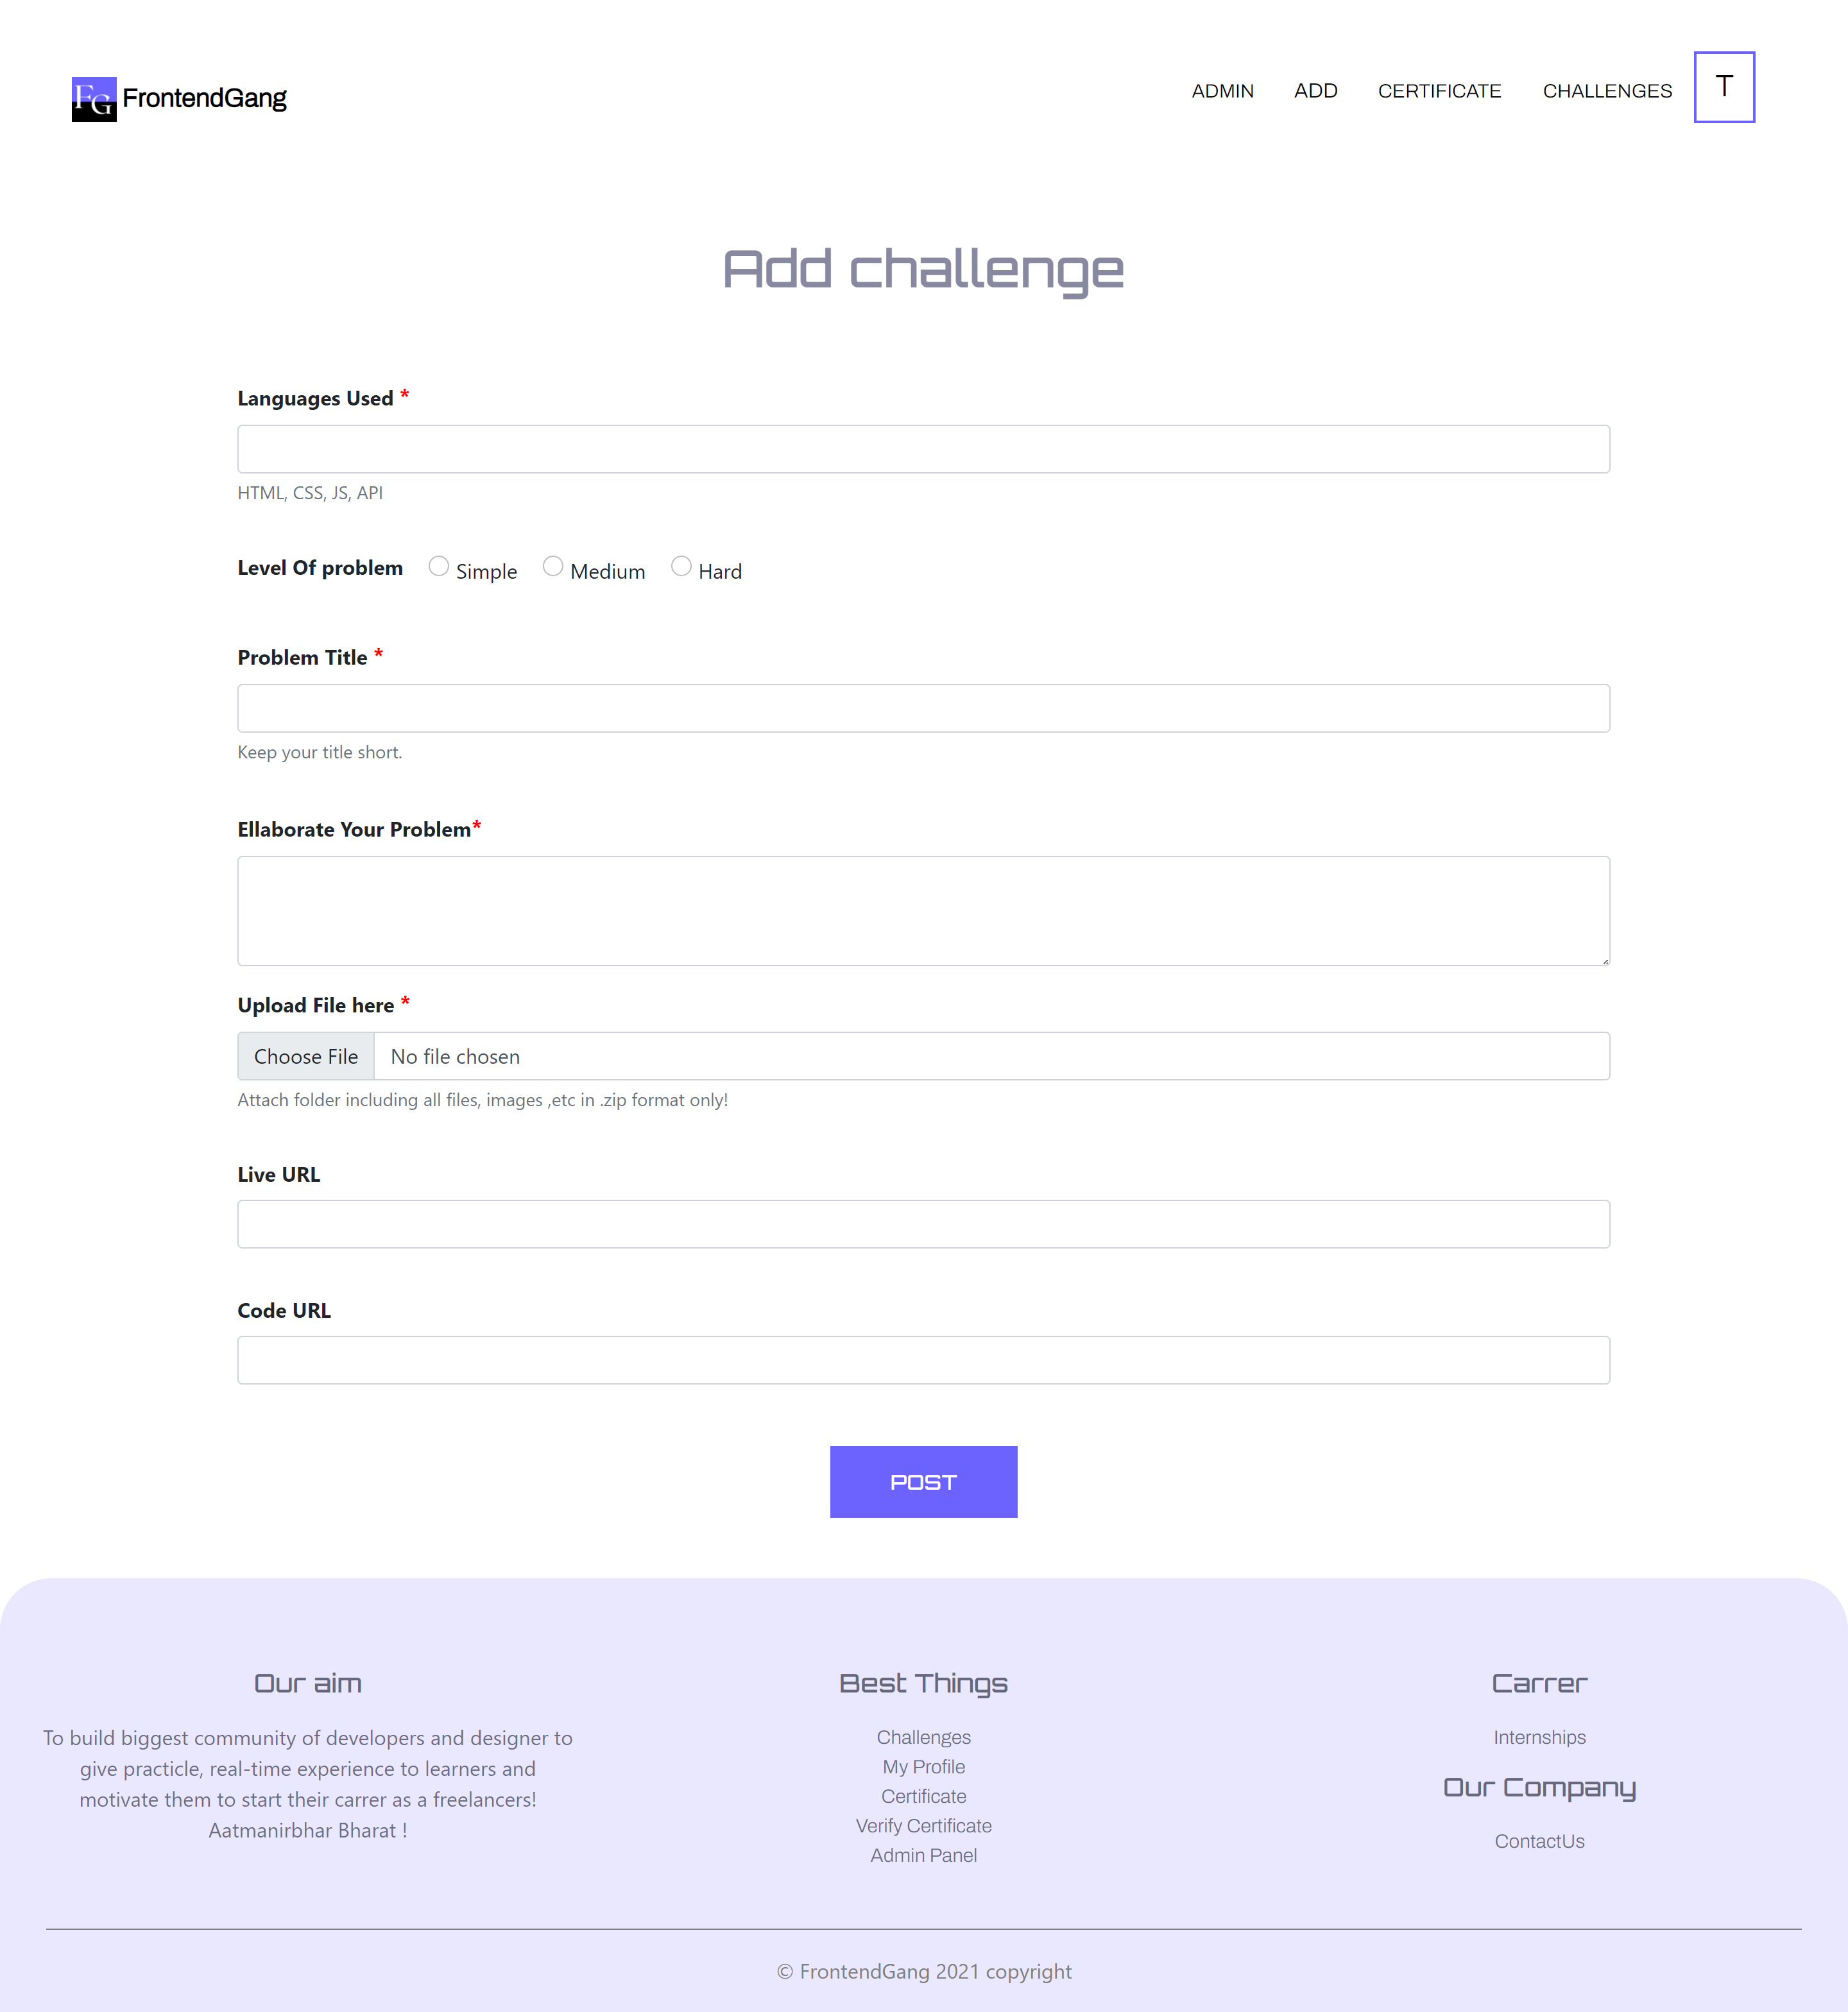 FG FrontendGang
ADMIN ADD CERTIFICATE CHALLENGES T
Add challenge
Languages Used *
HTML, CSS, JS, API
Level Of problem Simple Medium Hard
Problem Title *
Keep your title short.
Ellaborate Your Problem*
Upload File here *
Choose File No file chosen
Attach folder including all files, images ,etc in .zip format only!
Live URL
Code URL
POST
Our aim
To build biggest community of developers and designer to
give practicle, real-time experience to learners and
motivate them to start their carrer as a freelancers!
Aatmanirbhar Bharat !
Best Things
Challenges
My Profile
Certificate
Verify Certificate
Admin Panel
Carrer
Internships
Our Company
ContactUs
© FrontendGang 2021 copyright